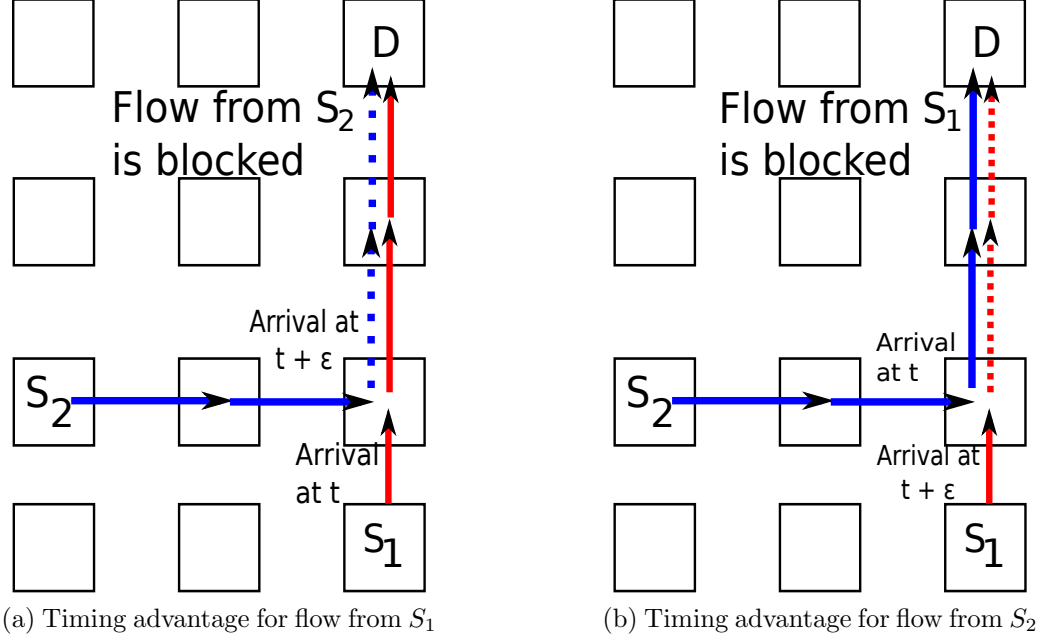 D
Flow from S2
is blocked
Arrival at
t + ε
S2
Arrival
at t
S1
(a) Timing advantage for flow from S1
D
Flow from S1
is blocked
Arrival
at t
S2
Arrival at
t + ε
S1
(b) Timing advantage for flow from S2